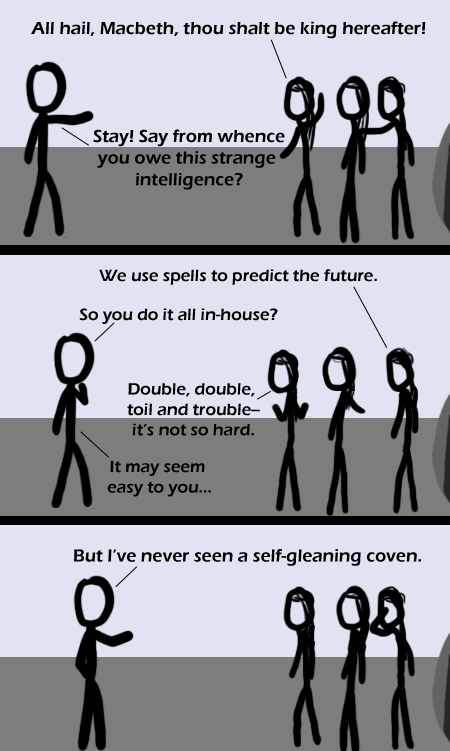 All hail, Macbeth, thou shalt be king hereafter!
Stay! Say from whence
you owe this strange
intelligence?
We use spells to predict the future.
So you do it all in-house?
Double, double,
toil and trouble–
it's not so hard.
It may seem
easy to you...
But I've never seen a self-gleaning coven.